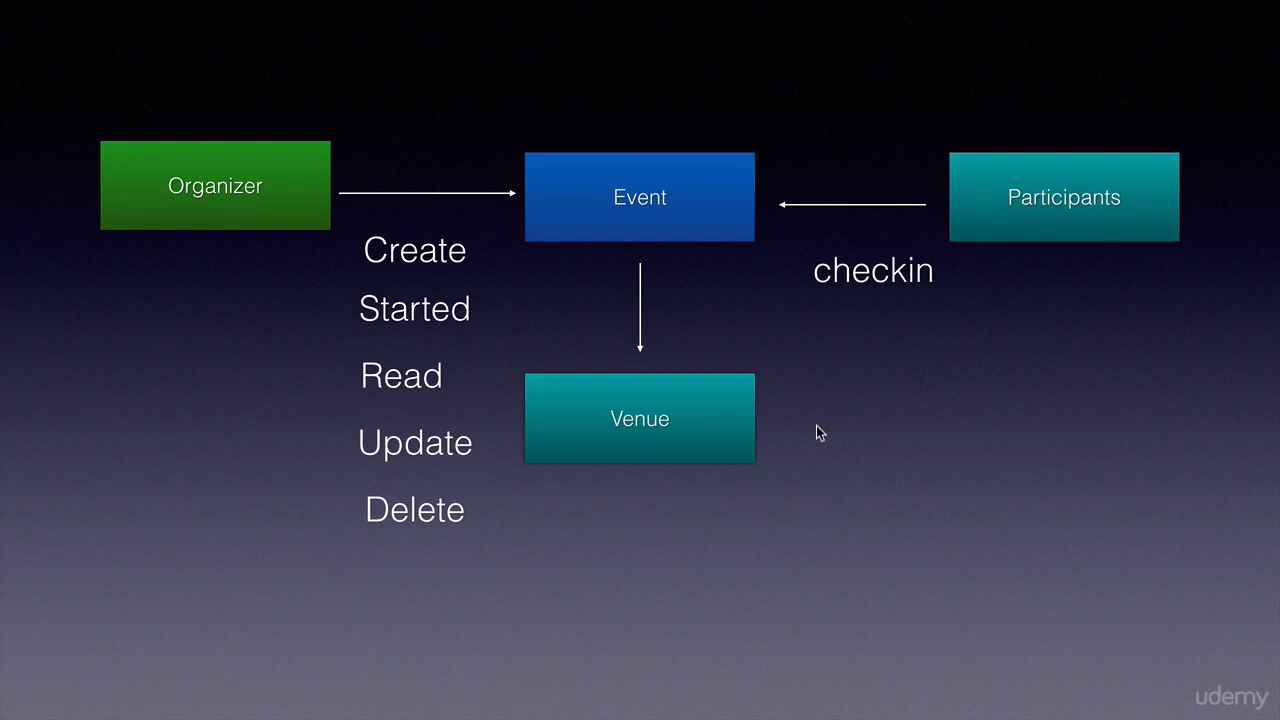 Organizer
Event
Participants
Create
checkin
Started
Read
Venue
Update
Delete
udemy